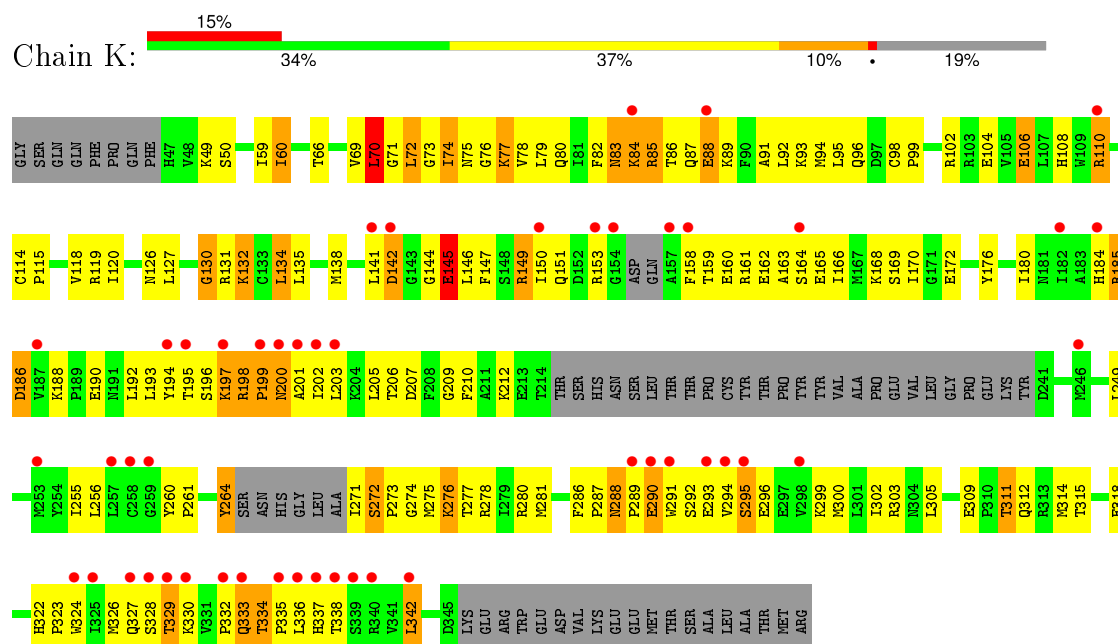 15%
Chain K:
34% 37% 10% • 19%
GLY SER GLN GLN PHE PRO GLN PHE H47 V48 K49 S50 I59 I60 T66 V69 L70 G71 L72 G73 I74 N75 G76 K77 V78 L79 Q80 I81 F82 N83 K84 R85 T86 Q87 E88 K89 F90 A91 L92 K93 M94 L95 Q96 D97 C98 P99 R102 R103 E104 V105 E106 L107 H108 W109 R110
C114 P115 V118 R119 I120 N126 L127 G130 R131 K132 C133 L134 L135 M138 L141 D142 G143 G144 E145 L146 F147 S148 R149 I150 Q151 D152 R153 G154 ASP GLN A157 F158 T159 E160 R161 E162 A163 S164 E165 I166 M167 K168 S169 I170 G171 E172 Y176 I180 N181 I182 A183 H184 R185
D186 V187 K188 P189 E190 N191 L192 L193 Y194 T195 S196 K197 R198 P199 N200 A201 I202 L203 K204 L205 T206 D207 F208 G209 F210 A211 K212 E213 T214 THR SER HIS ASN SER LEU THR THR PRO CYS TYR THR PRO TYR TYR VAL ALA PRO GLU VAL LEU GLY PRO GLU LYS TYR D241 M246
M253 Y254 I255 L256 L257 C258 G259 Y260 P261 Y264 SER ASN HIS GLY LEU ALA I271 S272 P273 G274 M275 K276 T277 R278 I279 R280 M281 F286 P287 N288 P289 E290 W291 S292 E293 V294 S295 E296 E297 V298 K299 M300 L301 I302 R303 N304 L305 E309 P310 T311 Q312 R313 M314 T315
H322 P323 W324 I325 M326 Q327 S328 T329 K330 V331 P332 Q333 T334 P335 L336 H337 T338 S339 R340 V341 L342 D345 LYS GLU ARG TRP GLU ASP VAL LYS GLU GLU MET THR SER ALA LEU ALA THR MET ARG